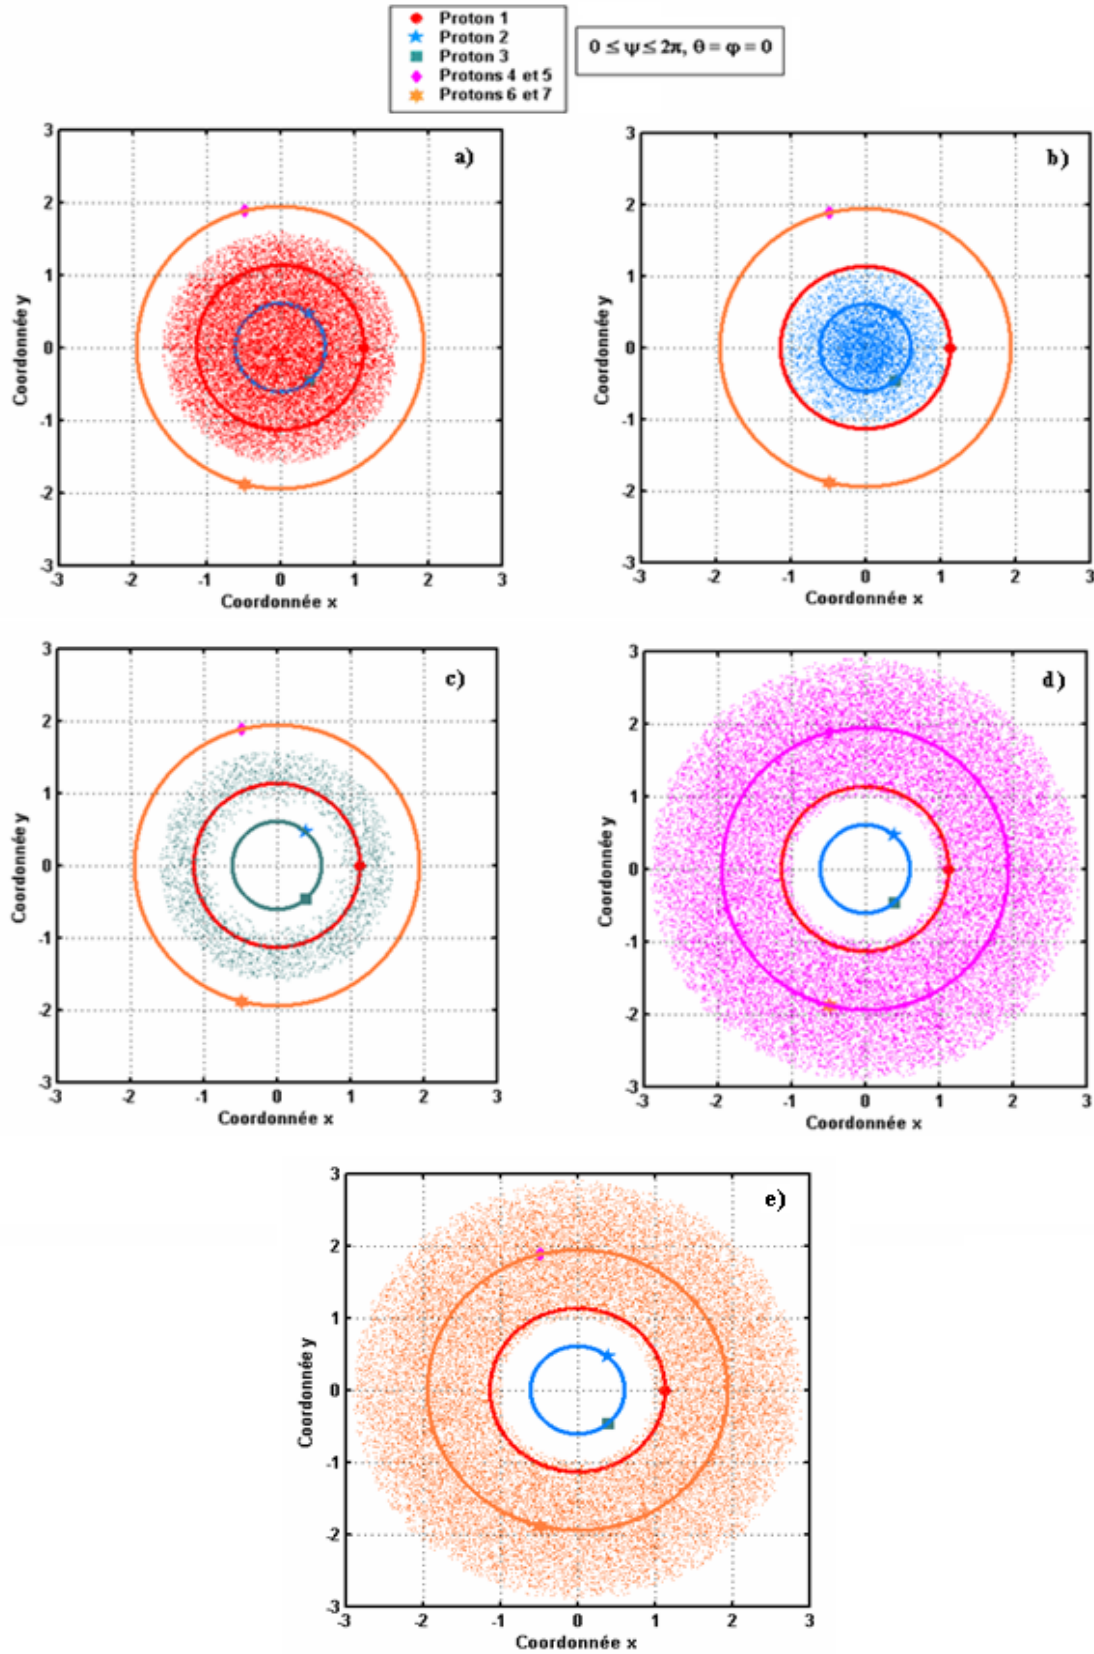 Proton 1
Proton 2
Proton 3
Protons 4 et 5
Protons 6 et 7
0 ≤ ψ ≤ 2π, θ = φ = 0
a)
3
2
1
0
-1
-2
-3
Coordonnée y
-3 -2 -1 0 1 2 3
Coordonnée x
b)
3
2
1
0
-1
-2
-3
Coordonnée y
-3 -2 -1 0 1 2 3
Coordonnée x
c)
3
2
1
0
-1
-2
-3
Coordonnée y
-3 -2 -1 0 1 2 3
Coordonnée x
d)
3
2
1
0
-1
-2
-3
Coordonnée y
-3 -2 -1 0 1 2 3
Coordonnée x
e)
3
2
1
0
-1
-2
-3
Coordonnée y
-3 -2 -1 0 1 2 3
Coordonnée x